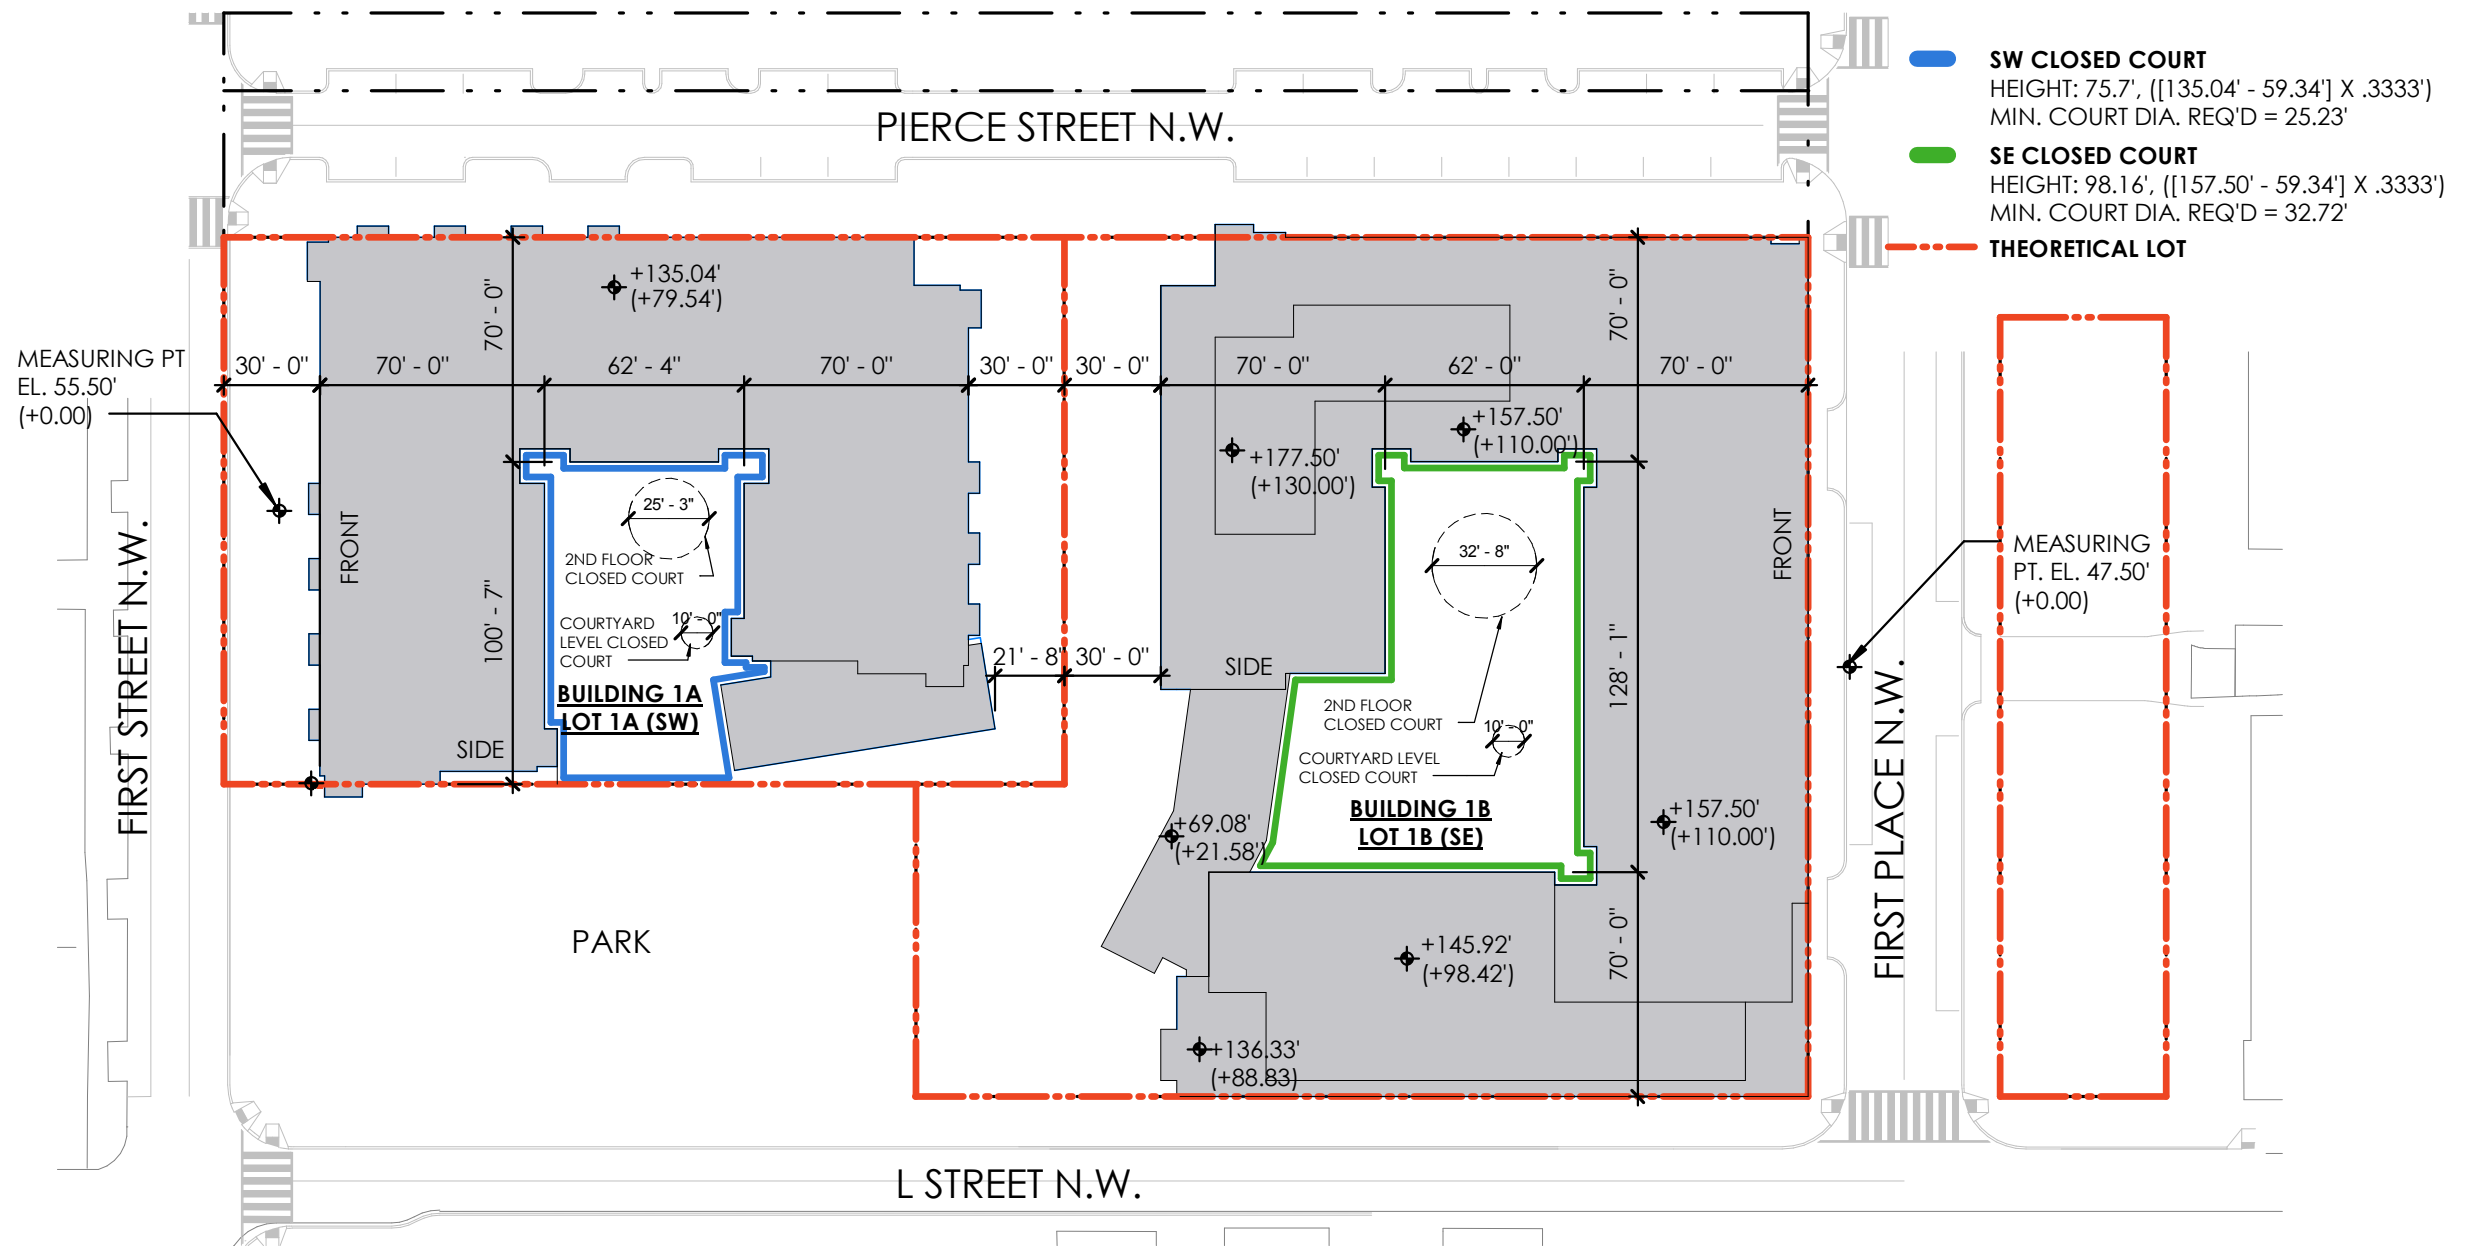 SW CLOSED COURT
HEIGHT: 75.7', ([135.04' - 59.34'] X .3333')
MIN. COURT DIA. REQ'D = 25.23'
SE CLOSED COURT
HEIGHT: 98.16', ([157.50' - 59.34'] X .3333')
MIN. COURT DIA. REQ'D = 32.72'
THEORETICAL LOT
PIERCE STREET N.W.
MEASURING PT
EL. 55.50'
(+0.00)
+135.04'
(+79.54')
70' - 0"
70' - 0"
30' - 0"
70' - 0"
62' - 4"
70' - 0"
30' - 0"
30' - 0"
70' - 0"
62' - 0"
70' - 0"
+157.50'
(+110.00')
+177.50'
(+130.00')
FIRST STREET N.W.
FRONT
100' - 7"
25' - 3"
2ND FLOOR
CLOSED COURT
COURTYARD
LEVEL CLOSED
COURT
10' - 0"
BUILDING 1A
LOT 1A (SW)
SIDE
21' - 8"
30' - 0"
SIDE
32' - 8"
2ND FLOOR
CLOSED COURT
10' - 0"
COURTYARD LEVEL
CLOSED COURT
BUILDING 1B
LOT 1B (SE)
128' - 1"
FRONT
MEASURING
PT. EL. 47.50'
(+0.00)
FIRST PLACE N.W.
+69.08'
(+21.58')
+157.50'
(+110.00')
PARK
+145.92'
(+98.42')
70' - 0"
+136.33'
(+88.83)
L STREET N.W.